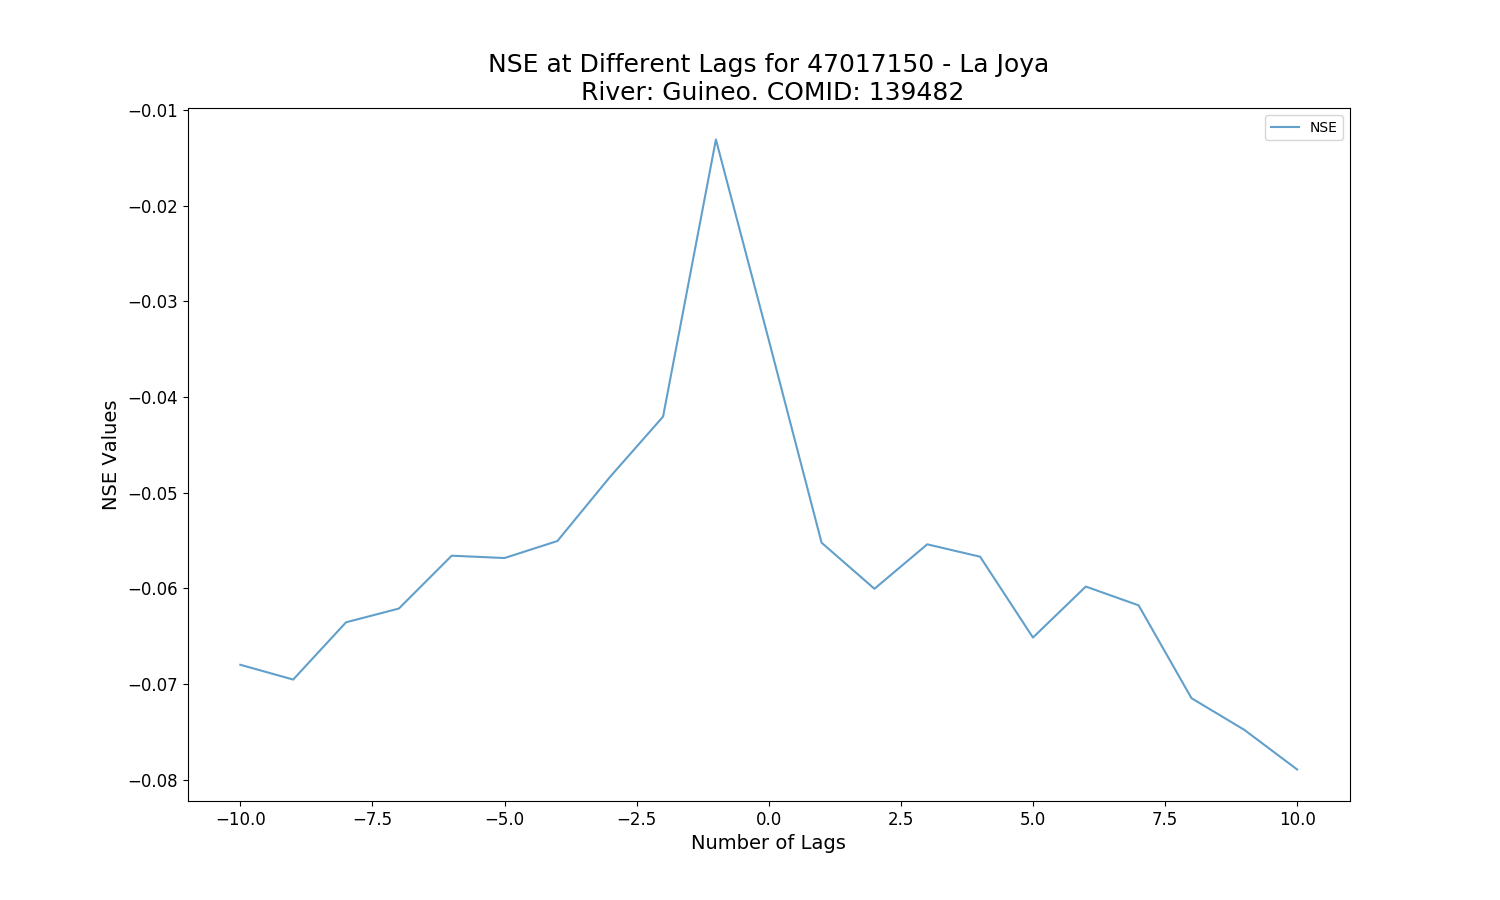 NSE at Different Lags for 47017150 - La Joya
River: Guineo. COMID: 139482
NSE
−0.01
−0.02
−0.03
−0.04
−0.05
−0.06
−0.07
−0.08
NSE Values
−10.0 −7.5 −5.0 −2.5 0.0 2.5 5.0 7.5 10.0
Number of Lags